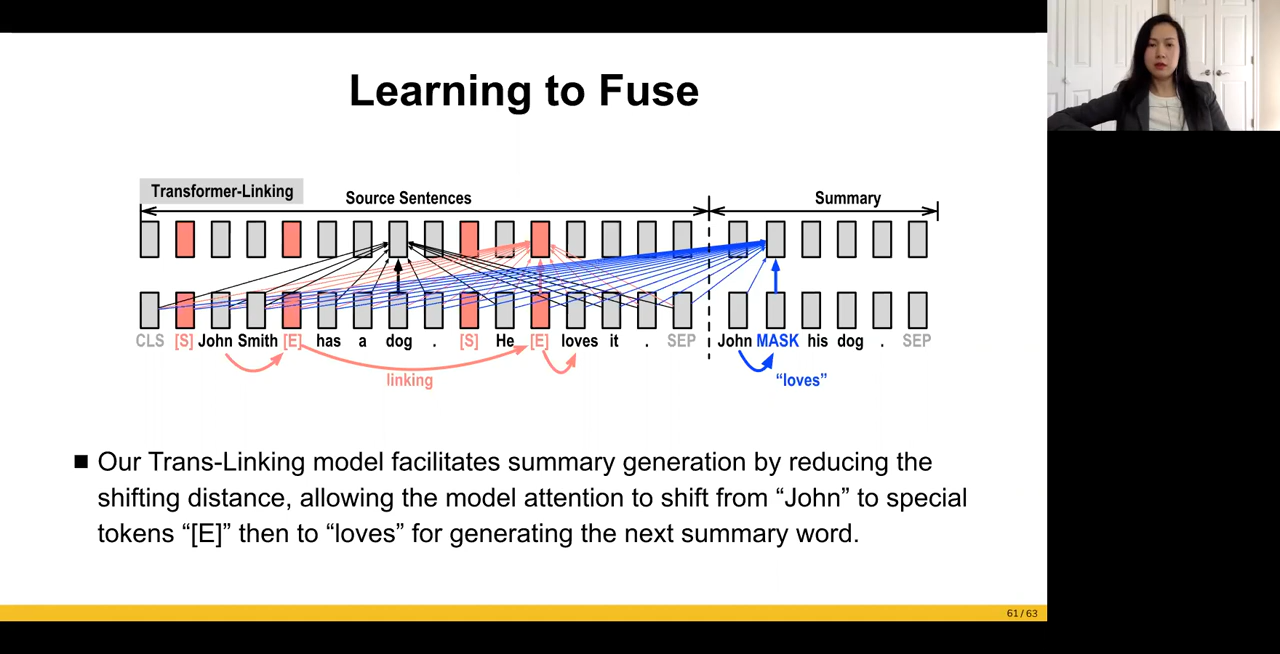 Learning to Fuse
Transformer-Linking
Source Sentences
Summary
CLS [S] John Smith [E] has a dog . [S] He [E] loves it . SEP John MASK his dog . SEP
linking
“loves”
■ Our Trans-Linking model facilitates summary generation by reducing the
shifting distance, allowing the model attention to shift from “John” to special
tokens “[E]” then to “loves” for generating the next summary word.
61 / 63